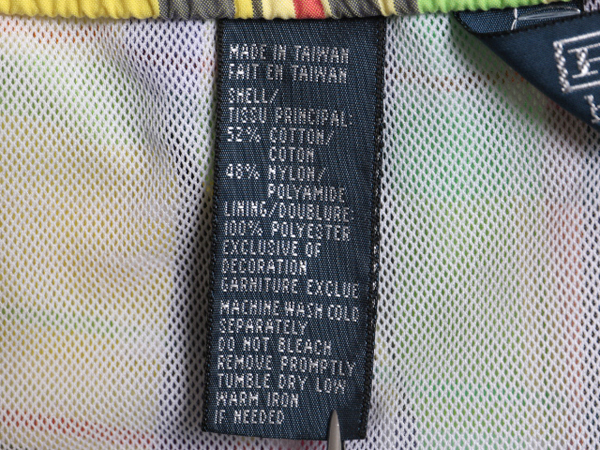 MADE IN TAIWAN
FAIT EN TAIWAN
SHELL/
TISSU PRINCIPAL:
52% COTTON/
COTON
48% NYLON/
POLYAMIDE
LINING/DOUBLURE:
100% POLYESTER
EXCLUSIVE OF
DECORATION
GARNITURE EXCLUE
MACHINE WASH COLD
SEPARATELY
DO NOT BLEACH
REMOVE PROMPTLY
TUMBLE DRY LOW
WARM IRON
IF NEEDED